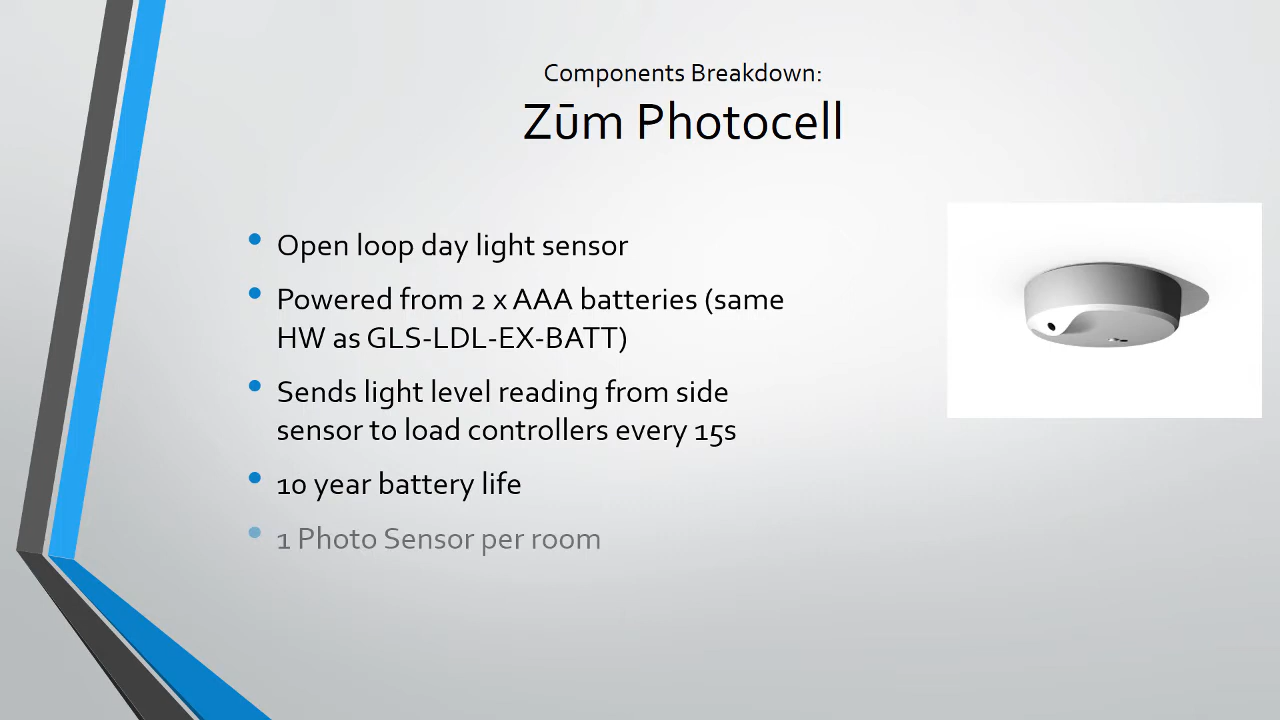 Components Breakdown:
Zūm Photocell
• Open loop day light sensor
• Powered from 2 x AAA batteries (same
HW as GLS-LDL-EX-BATT)
• Sends light level reading from side
sensor to load controllers every 15s
• 10 year battery life
• 1 Photo Sensor per room